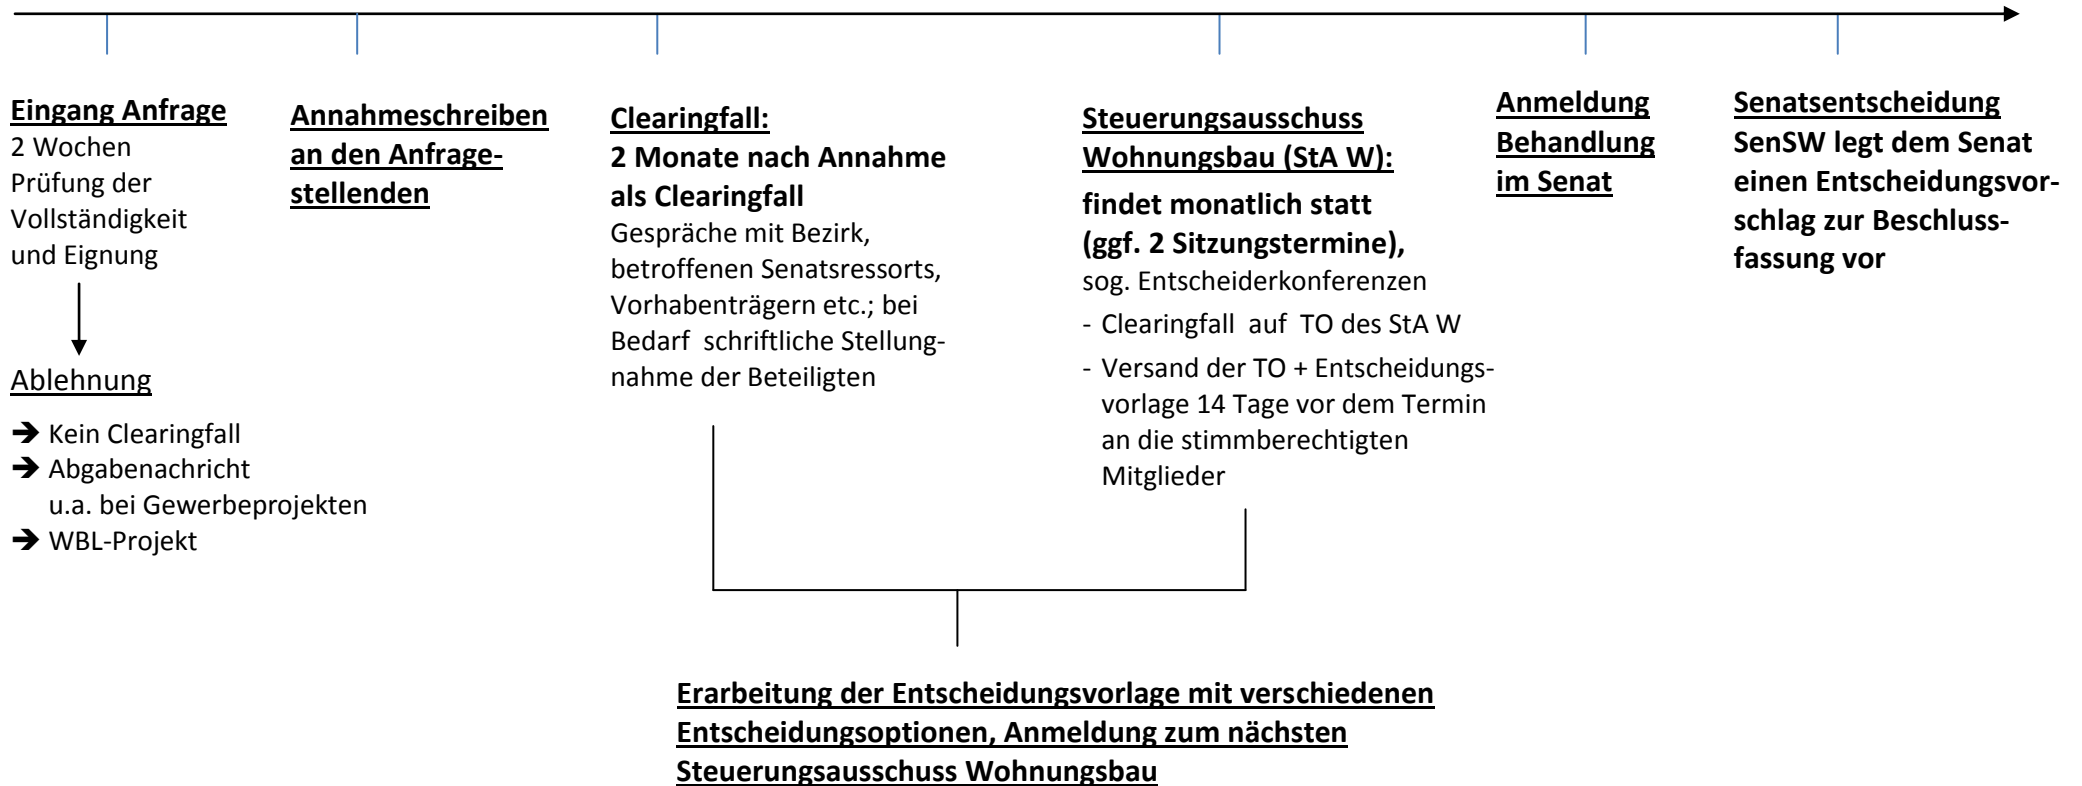 Eingang Anfrage
2 Wochen
Prüfung der
Vollständigkeit
und Eignung
Ablehnung
➔ Kein Clearingfall
➔ Abgabenachricht
u.a. bei Gewerbeprojekten
➔ WBL-Projekt
Annahmeschreiben
an den Anfrage-
stellenden
Clearingfall:
2 Monate nach Annahme
als Clearingfall
Gespräche mit Bezirk,
betroffenen Senatsressorts,
Vorhabenträgern etc.; bei
Bedarf schriftliche Stellung-
nahme der Beteiligten
Steuerungsausschuss
Wohnungsbau (StA W):
findet monatlich statt
(ggf. 2 Sitzungstermine),
sog. Entscheiderkonferenzen
- Clearingfall auf TO des StA W
- Versand der TO + Entscheidungs-
vorlage 14 Tage vor dem Termin
an die stimmberechtigten
Mitglieder
Anmeldung
Behandlung
im Senat
Senatsentscheidung
SenSW legt dem Senat
einen Entscheidungsvor-
schlag zur Beschluss-
fassung vor
Erarbeitung der Entscheidungsvorlage mit verschiedenen
Entscheidungsoptionen, Anmeldung zum nächsten
Steuerungsausschuss Wohnungsbau